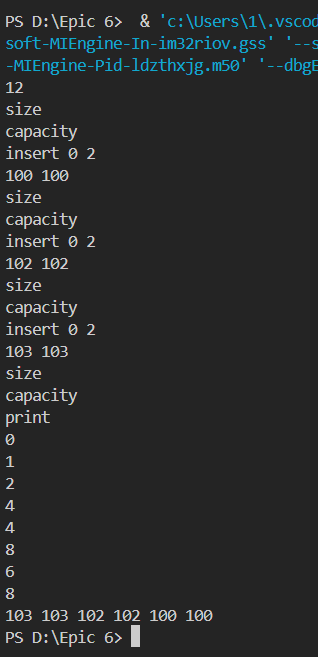 PS D:\Epic 6>  & 'c:\Users\1\.vscod
soft-MIEngine-In-im32riov.gss' '--s
-MIEngine-Pid-ldzthxjg.m50' '--dbgE
12
size
capacity
insert 0 2
100 100
size
capacity
insert 0 2
102 102
size
capacity
insert 0 2
103 103
size
capacity
print
0
1
2
4
4
8
6
8
103 103 102 102 100 100
PS D:\Epic 6>